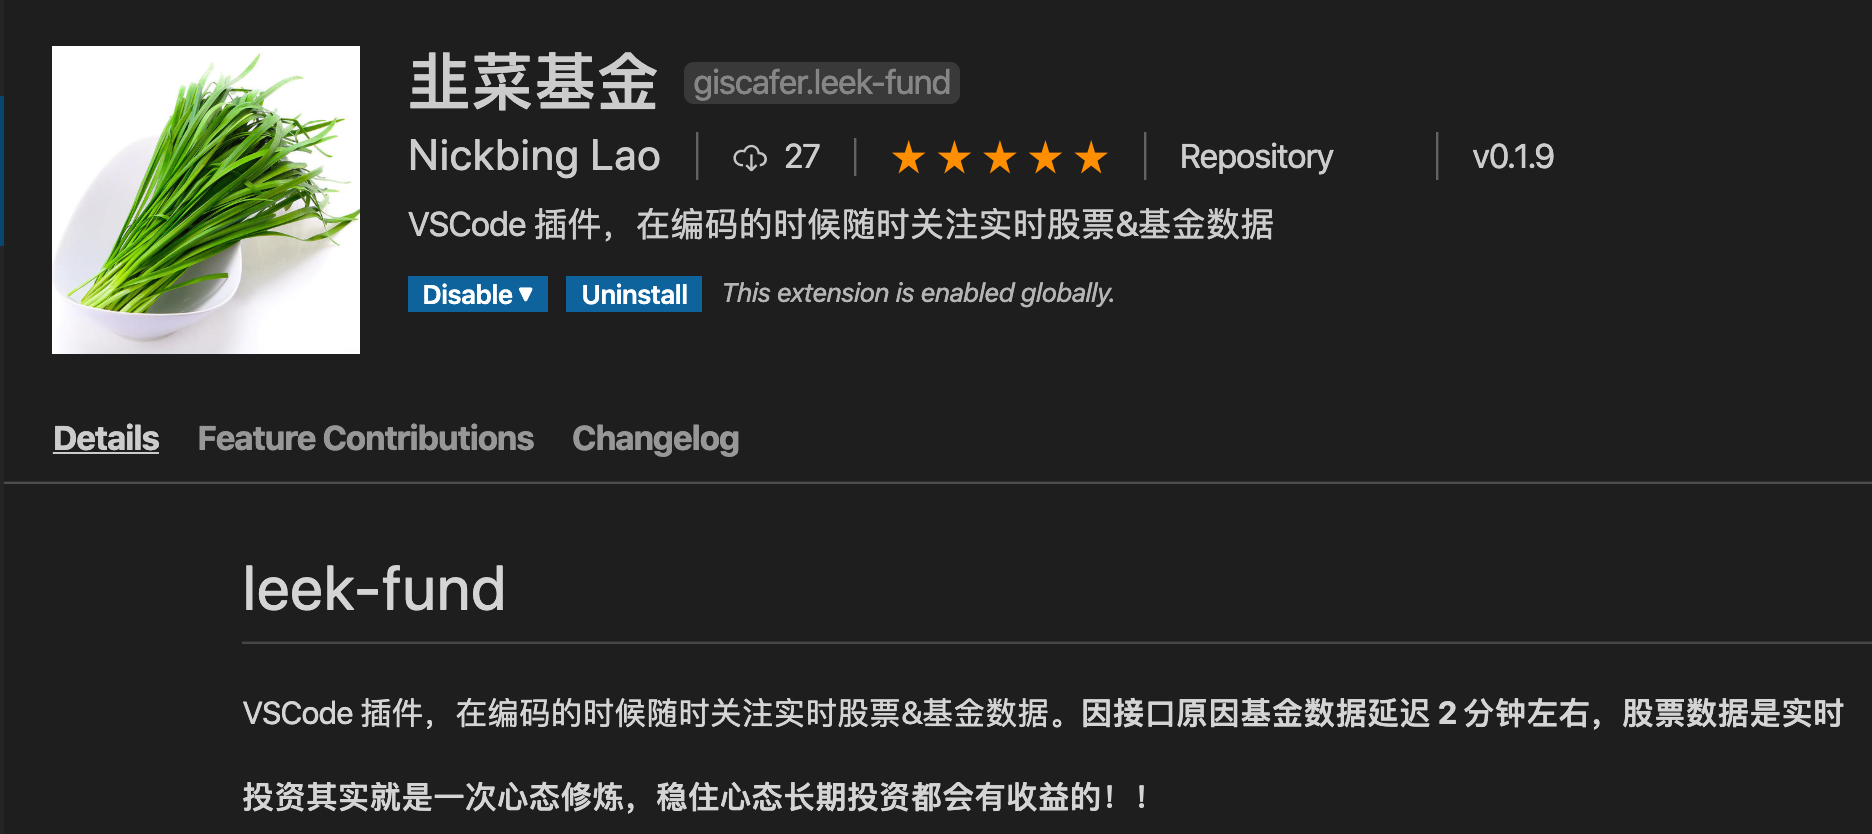 韭菜基金 giscafer.leek-fund
Nickbing Lao 27 ★★★★★ Repository v0.1.9
VSCode 插件，在编码的时候随时关注实时股票&基金数据
Disable▼ Uninstall This extension is enabled globally.
Details Feature Contributions Changelog
leek-fund
VSCode 插件，在编码的时候随时关注实时股票&基金数据。因接口原因基金数据延迟 2 分钟左右，股票数据是实时
投资其实就是一次心态修炼，稳住心态长期投资都会有收益的！！